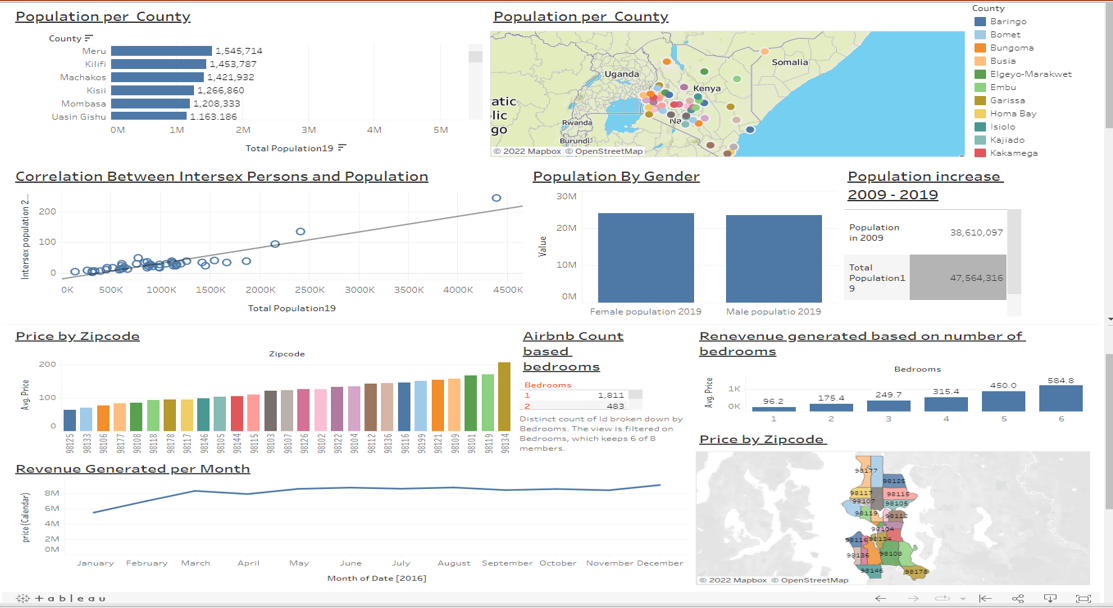 Population per  County
County
Meru 1,545,714
Kilifi 1,453,787
Machakos 1,421,932
Kisii 1,266,860
Mombasa 1,208,333
Uasin Gishu 1,163,186
0M 1M 2M 3M 4M 5M
Total Population19
Population per  County
Uganda
Kenya
Somalia
Rwanda
Burundi
Na
atic
lic
go
© 2022 Mapbox © OpenStreetMap
County
Baringo
Bomet
Bungoma
Busia
Elgeyo-Marakwet
Embu
Garissa
Homa Bay
Isiolo
Kajiado
Kakamega
Correlation Between Intersex Persons and Population
Intersex population 2...
200
100
0
0K 500K 1000K 1500K 2000K 2500K 3000K 3500K 4000K 4500K
Total Population19
Population By Gender
Value
30M
20M
10M
0M
Female population 2019 Male populatio 2019
Population increase
2009 - 2019
Population
in 2009 38,610,097
Total
Population1
9 47,564,316
Price by Zipcode
Zipcode
Avg. Price
200
100
0
98125 98133 98106 98177 98108 98118 98178 98117 98146 98105 98144 98115 98103 98107 98126 98102 98122 98104 98112 98136 98116 98199 98121 98109 98101 98119 98134
Airbnb Count
based
bedrooms
Bedrooms
1 1,811
2 483
Distinct count of Id broken down by
Bedrooms. The view is filtered on
Bedrooms, which keeps 6 of 8
members.
Renevenue generated based on number of
bedrooms
Bedrooms
Avg. Price
1K
0K
96.2 175.4 249.7 315.4 450.0 584.8
1 2 3 4 5 6
Revenue Generated per Month
price (Calendar)
8M
6M
4M
2M
0M
January February March April May June July August September October November December
Month of Date [2016]
Price by Zipcode
98177
98125
98117
98115
98107
98105
98119
98112
98104
98116
98134
98136
98108
98146
98178
© 2022 Mapbox © OpenStreetMap
+ a b l e a u